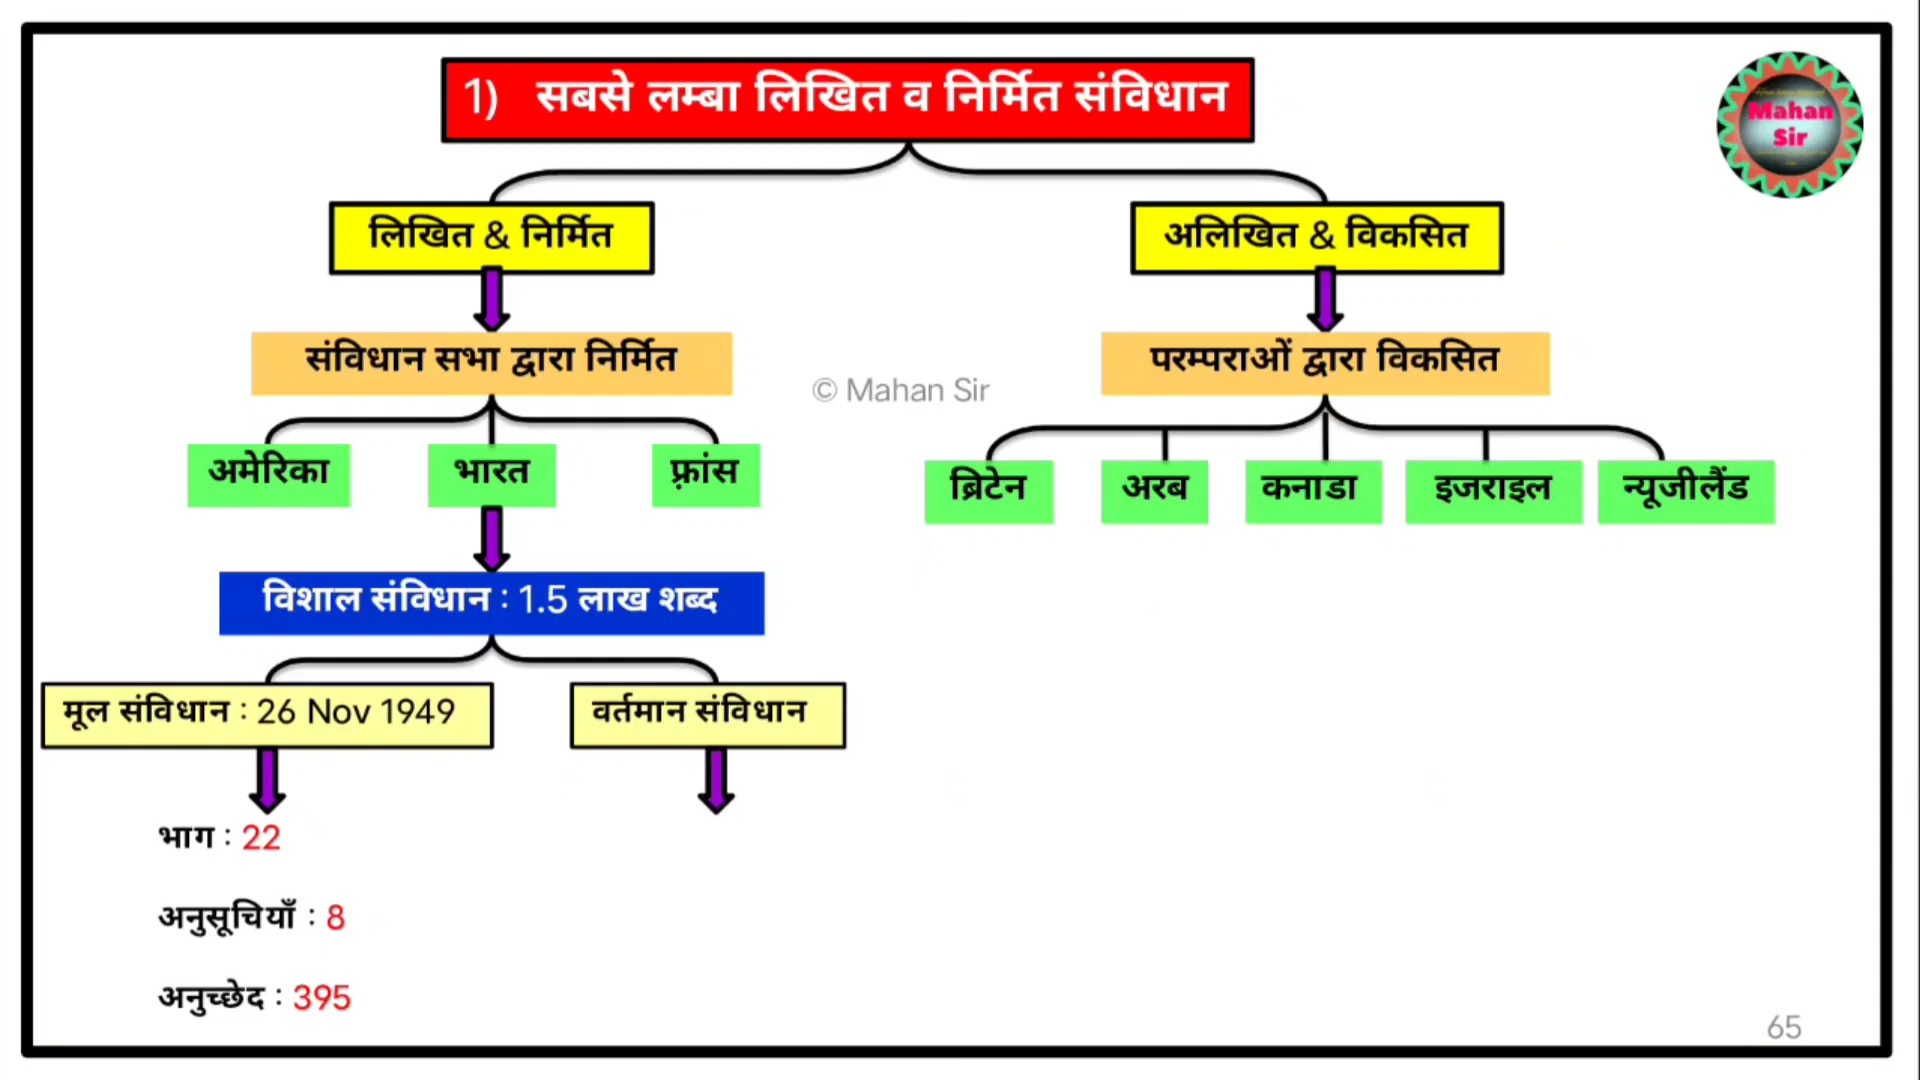 1) सबसे लम्बा लिखित व निर्मित संविधान
Mahan
Sir
लिखित & निर्मित
अलिखित & विकसित
संविधान सभा द्वारा निर्मित
परम्पराओं द्वारा विकसित
© Mahan Sir
अमेरिका
भारत
फ़्रांस
ब्रिटेन
अरब
कनाडा
इजराइल
न्यूजीलैंड
विशाल संविधान : 1.5 लाख शब्द
मूल संविधान : 26 Nov 1949
वर्तमान संविधान
भाग : 22
अनुसूचियाँ : 8
अनुच्छेद : 395
65